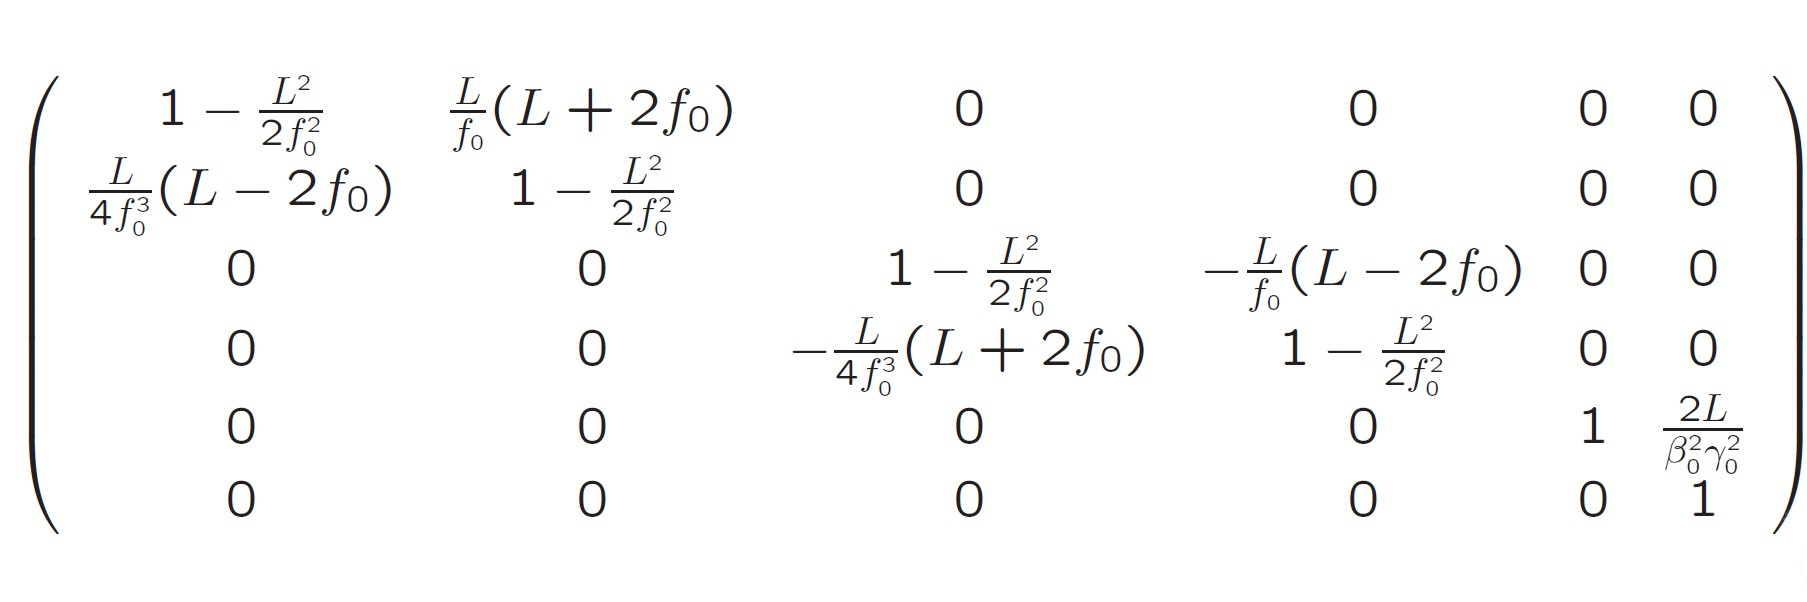 1 − L²/2f₀² L/f₀(L + 2f₀) 0 0 0 0
L/4f₀³(L − 2f₀) 1 − L²/2f₀² 0 0 0 0
0 0 1 − L²/2f₀² −L/f₀(L − 2f₀) 0 0
0 0 −L/4f₀³(L + 2f₀) 1 − L²/2f₀² 0 0
0 0 0 0 1 2L/β₀²γ₀²
0 0 0 0 0 1